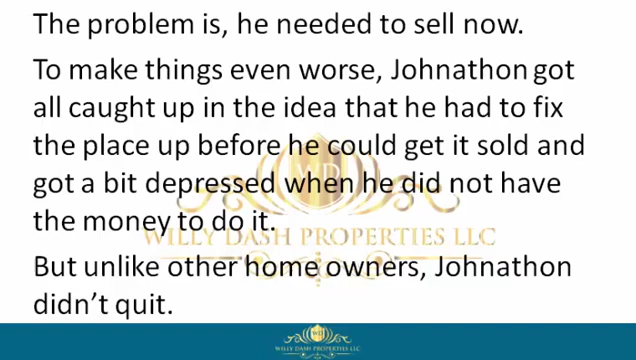 The problem is, he needed to sell now.
To make things even worse, Johnathon got
all caught up in the idea that he had to fix
the place up before he could get it sold and
got a bit depressed when he did not have
the money to do it.
WILLY DASH PROPERTIES LLC
But unlike other home owners, Johnathon
didn't quit.
WILLY DASH PROPERTIES LLC